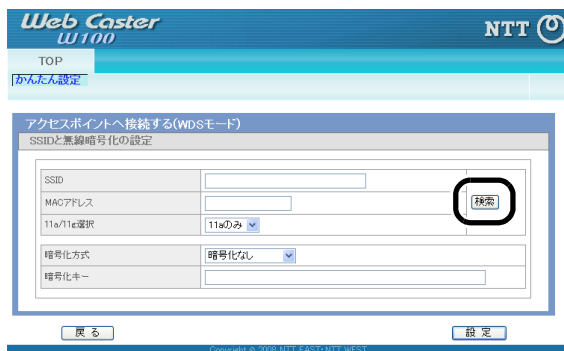 Web Caster
W100
NTT
TOP
かんたん設定
アクセスポイントへ接続する(WDSモード)
SSIDと無線暗号化の設定
SSID
MACアドレス
検索
11a/11g選択
11aのみ
暗号化方式
暗号化なし
暗号化キー
戻る
設定
Copyright © 2008 NTT EAST・NTT WEST